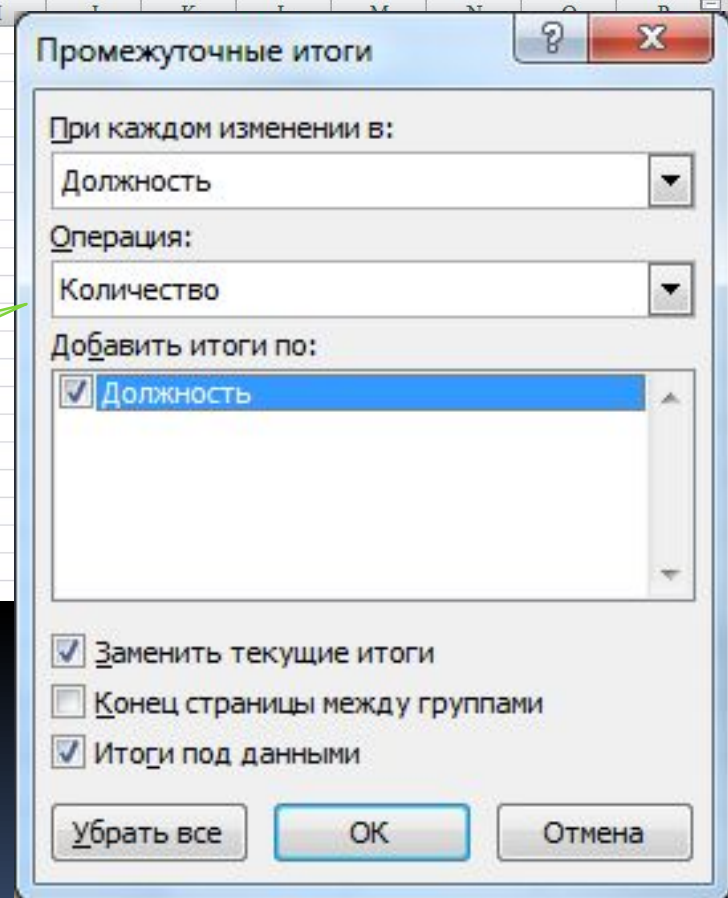 Промежуточные итоги
При каждом изменении в:
Должность
Операция:
Количество
Добавить итоги по:
Должность
Заменить текущие итоги
Конец страницы между группами
Итоги под данными
Убрать все ОК Отмена